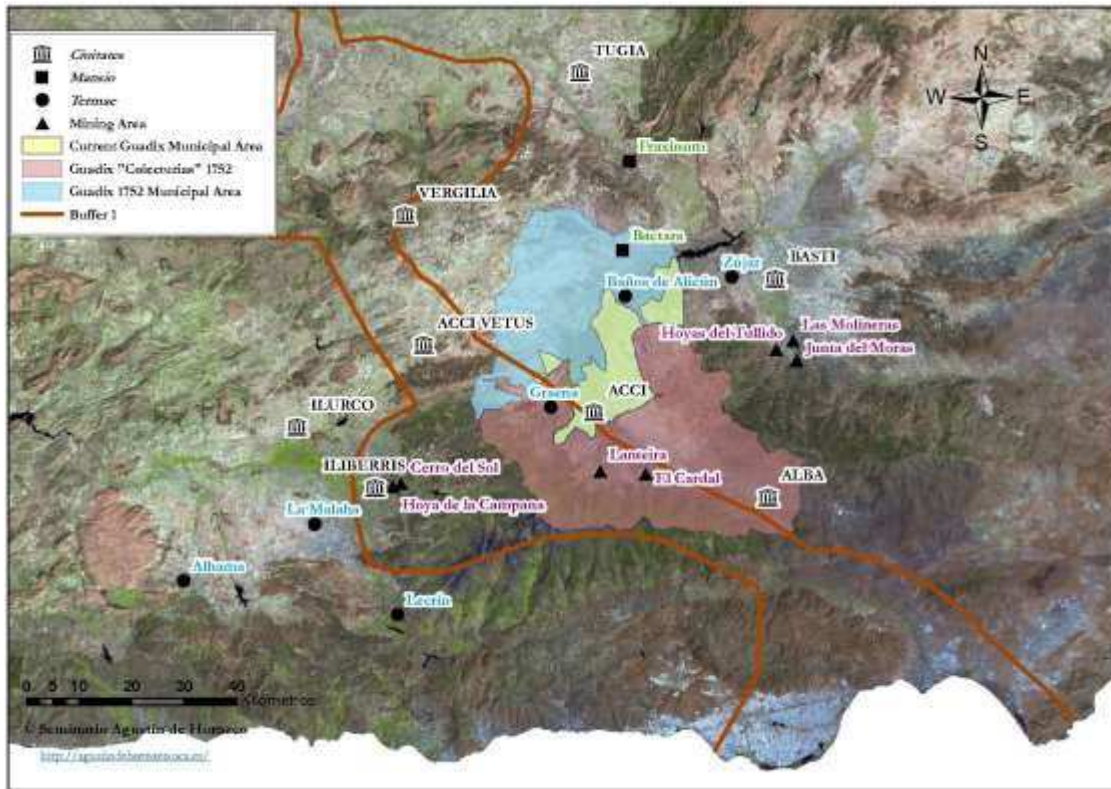 Civitates
Mansio
Termae
Mining Area
Current Guadix Municipal Area
Guadix "Colecturias" 1752
Guadix 1752 Municipal Area
Buffer 1
TUGIA
N
W
E
S
Fraxinum
VERGILIA
Bactara
Zújar
BASTI
Baños de Alicún
ACCI VETUS
Las Molineras
Hoyas del Tullido
Junta del Moras
Graena
ACCI
ILURCO
Lanteira
ILIBERRIS
Cerro del Sol
El Cardal
ALBA
Hoya de la Campana
La Malaha
Alhama
Lecrín
0 5 10 20 30 40
Kilometros
© Seminario Agustín de Horozco